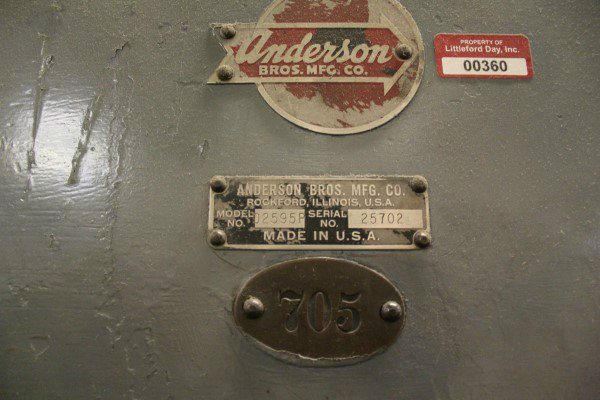 Anderson
BROS. MFG. CO.
PROPERTY OF
Littleford Day, Inc.
00360
ANDERSON BROS. MFG. CO.
ROCKFORD, ILLINOIS, U.S.A.
MODEL NO. 02595P SERIAL NO. 25702
MADE IN U.S.A.
705